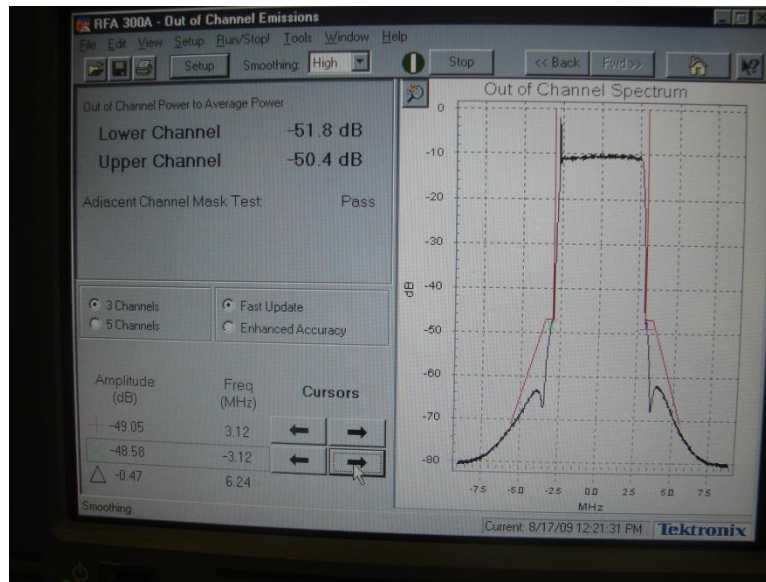 RFA 300A - Out of Channel Emissions
File Edit View Setup Run/Stop! Tools Window Help
Setup Smoothing: High Stop << Back Fwd >>
Out of Channel Power to Average Power
Lower Channel -51.8 dB
Upper Channel -50.4 dB
Adjacent Channel Mask Test: Pass
3 Channels Fast Update
5 Channels Enhanced Accuracy
Amplitude (dB) Freq (MHz) Cursors
-49.05 3.12
-48.58 -3.12
-0.47 6.24
Smoothing
Out of Channel Spectrum
0
-10
-20
-30
-40
-50
-60
-70
-80
dB
-7.5 -5.0 -2.5 0.0 2.5 5.0 7.5
MHz
Current: 8/17/09 12:21:31 PM Tektronix